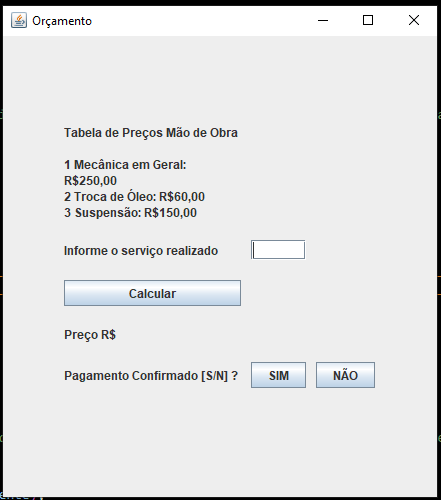 Orçamento
Tabela de Preços Mão de Obra
1 Mecânica em Geral:
R$250,00
2 Troca de Óleo: R$60,00
3 Suspensão: R$150,00
Informe o serviço realizado
Calcular
Preço R$
Pagamento Confirmado [S/N] ? SIM NÃO